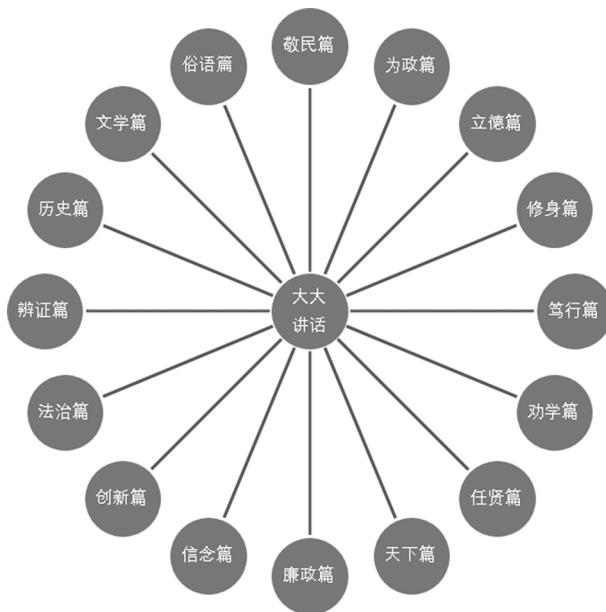 敬民篇
为政篇
立德篇
修身篇
笃行篇
劝学篇
任贤篇
天下篇
廉政篇
信念篇
创新篇
法治篇
辨证篇
历史篇
文学篇
俗语篇
大大
讲话